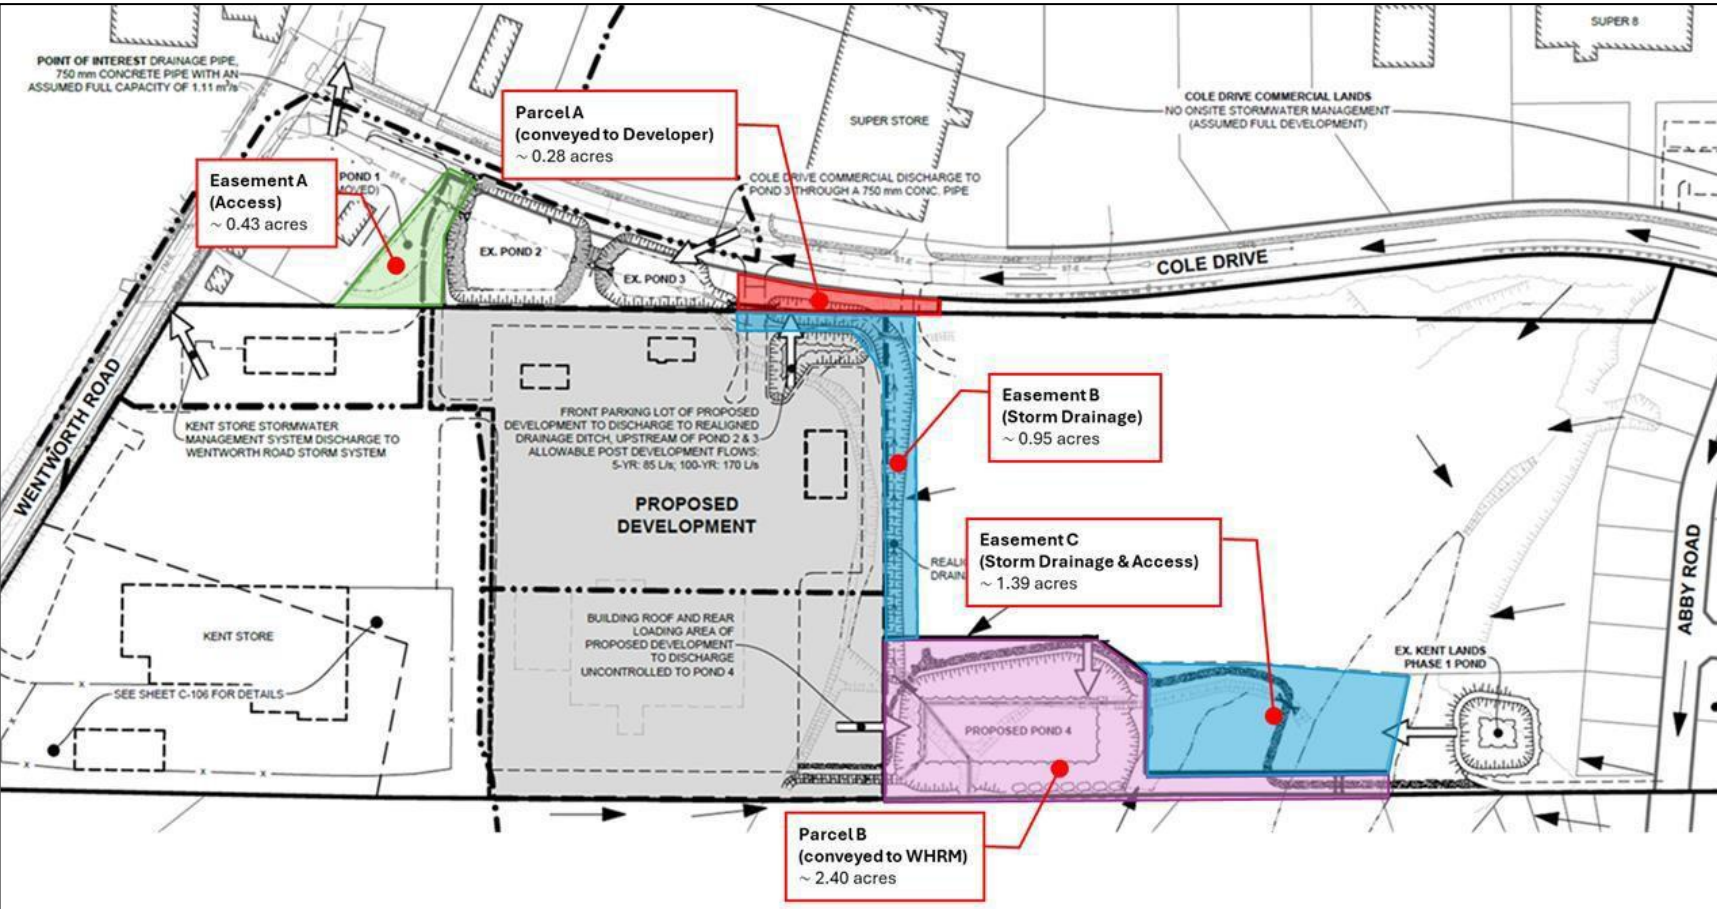 SUPER 8
POINT OF INTEREST DRAINAGE PIPE,
750 mm CONCRETE PIPE WITH AN
ASSUMED FULL CAPACITY OF 1.11 m³/s
Parcel A
(conveyed to Developer)
~ 0.28 acres
SUPER STORE
COLE DRIVE COMMERCIAL LANDS
NO ONSITE STORMWATER MANAGEMENT
(ASSUMED FULL DEVELOPMENT)
Easement A
(Access)
~ 0.43 acres
POND 1
COLE DRIVE COMMERCIAL DISCHARGE TO
POND 3 THROUGH A 750 mm CONC. PIPE
EX. POND 2
EX. POND 3
COLE DRIVE
WENTWORTH ROAD
KENT STORE STORMWATER
MANAGEMENT SYSTEM DISCHARGE TO
WENTWORTH ROAD STORM SYSTEM
FRONT PARKING LOT OF PROPOSED
DEVELOPMENT TO DISCHARGE TO REALIGNED
DRAINAGE DITCH, UPSTREAM OF POND 2 & 3
ALLOWABLE POST DEVELOPMENT FLOWS:
5-YR: 85 L/s; 100-YR: 170 L/s
Easement B
(Storm Drainage)
~ 0.95 acres
PROPOSED
DEVELOPMENT
Easement C
(Storm Drainage & Access)
~ 1.39 acres
REALI
DRAIN
ABBY ROAD
KENT STORE
BUILDING ROOF AND REAR
LOADING AREA OF
PROPOSED DEVELOPMENT
TO DISCHARGE
UNCONTROLLED TO POND 4
EX. KENT LANDS
PHASE 1 POND
SEE SHEET C-106 FOR DETAILS
PROPOSED POND 4
Parcel B
(conveyed to WHRM)
~ 2.40 acres